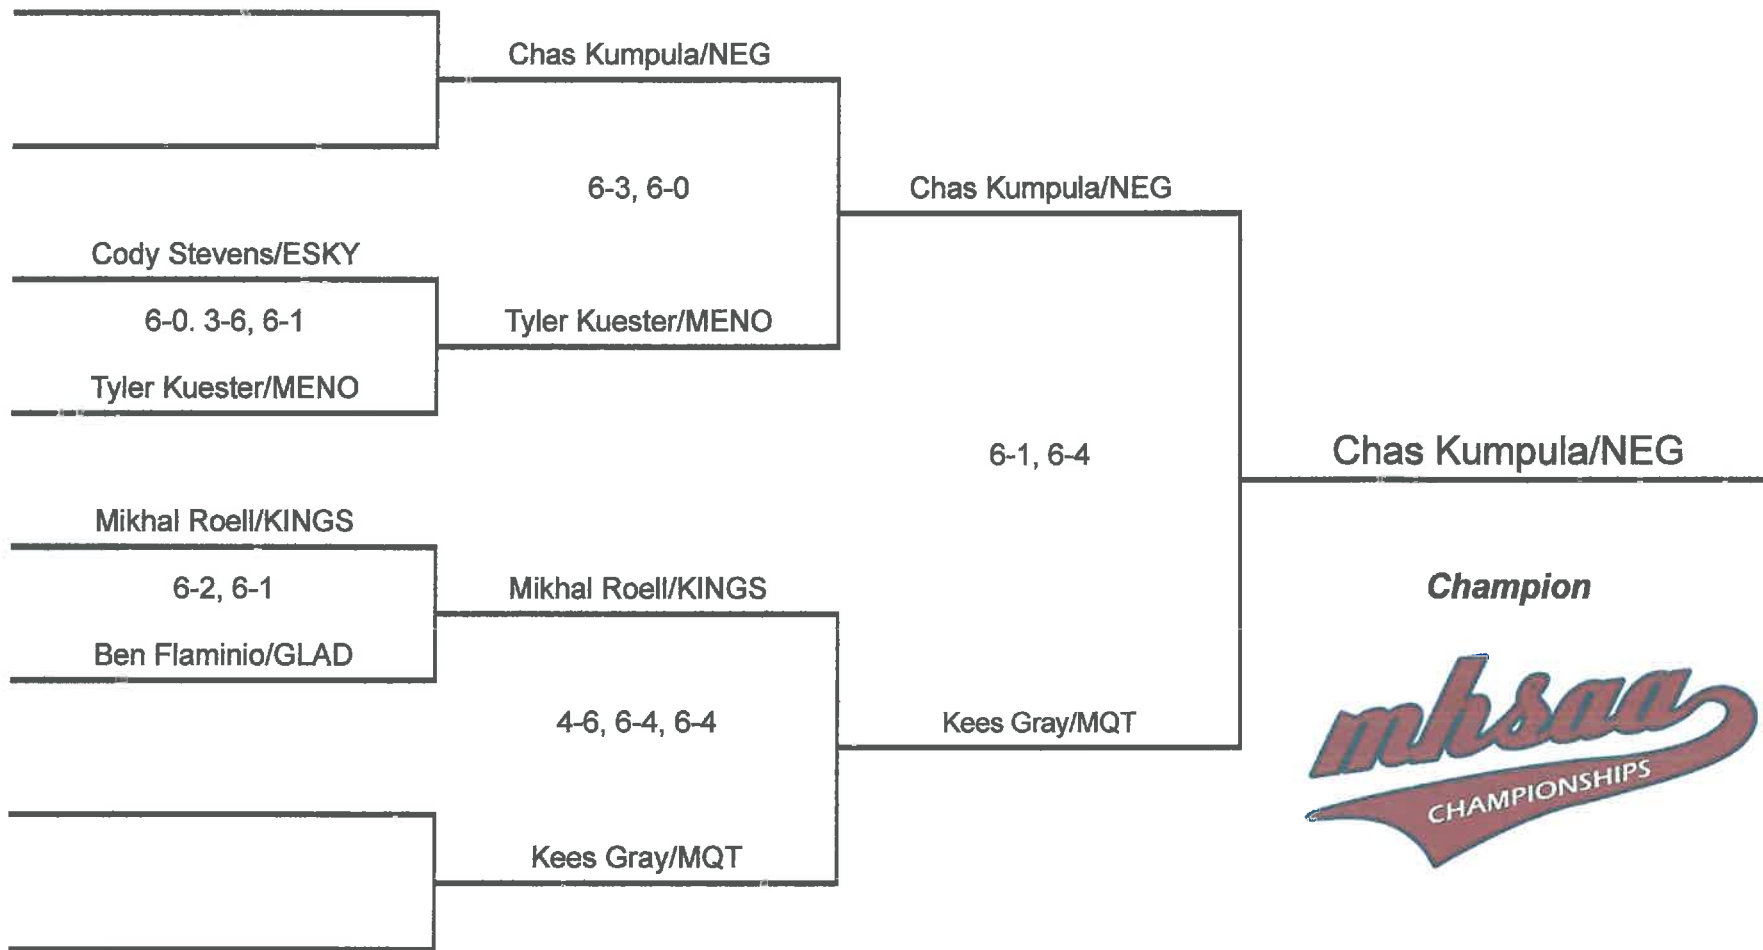 Chas Kumpula/NEG
6-3, 6-0
Chas Kumpula/NEG
Cody Stevens/ESKY
6-0. 3-6, 6-1
Tyler Kuester/MENO
Tyler Kuester/MENO
6-1, 6-4
Chas Kumpula/NEG
Mikhal Roell/KINGS
6-2, 6-1
Mikhal Roell/KINGS
Champion
Ben Flaminio/GLAD
4-6, 6-4, 6-4
Kees Gray/MQT
mhsaa
CHAMPIONSHIPS
Kees Gray/MQT